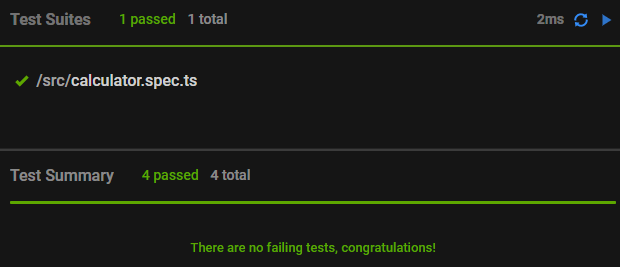 Test Suites 1 passed 1 total 2ms
/src/calculator.spec.ts
Test Summary 4 passed 4 total
There are no failing tests, congratulations!